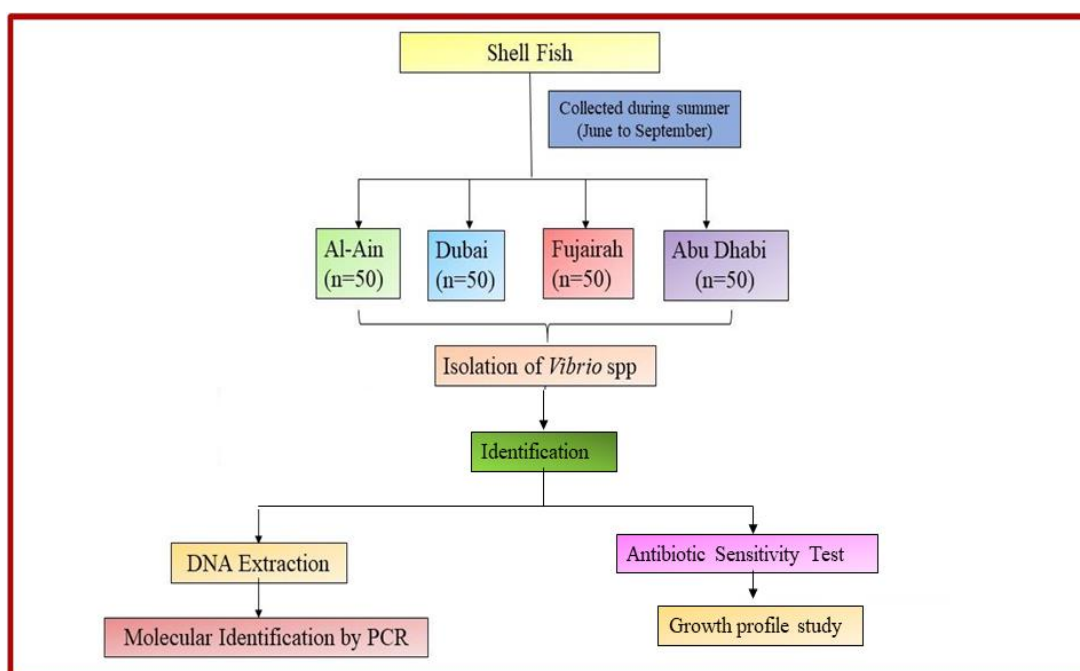 Shell Fish
Collected during summer
(June to September)
Al-Ain
(n=50)
Dubai
(n=50)
Fujairah
(n=50)
Abu Dhabi
(n=50)
Isolation of Vibrio spp
Identification
DNA Extraction
Antibiotic Sensitivity Test
Molecular Identification by PCR
Growth profile study